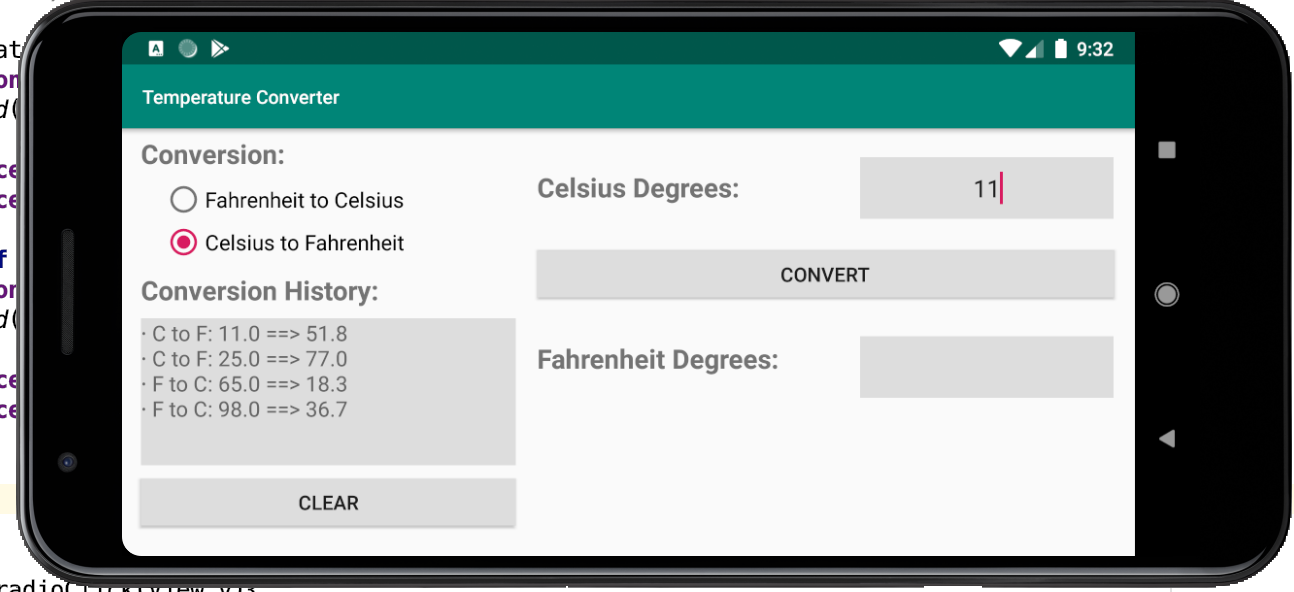 9:32
Temperature Converter
Conversion:
Fahrenheit to Celsius
Celsius to Fahrenheit
Conversion History:
· C to F: 11.0 ==> 51.8
· C to F: 25.0 ==> 77.0
· F to C: 65.0 ==> 18.3
· F to C: 98.0 ==> 36.7
CLEAR
Celsius Degrees:
11
CONVERT
Fahrenheit Degrees: